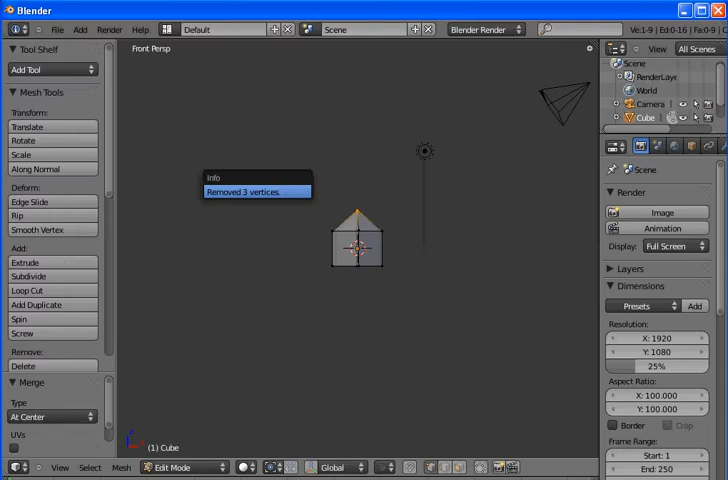 Blender
File Add Render Help Default Scene Blender Render Ve:1-9 | Ed:0-16 | Fa:0-9 | C
Tool Shelf
Add Tool
Mesh Tools
Transform:
Translate
Rotate
Scale
Along Normal
Deform:
Edge Slide
Rip
Smooth Vertex
Add:
Extrude
Subdivide
Loop Cut
Add Duplicate
Spin
Screw
Remove:
Delete
Merge
Type
At Center
UVs
Front Persp
Info
Removed 3 vertices.
(1) Cube
View Select Mesh Edit Mode Global
View All Scenes
Scene
RenderLaye
World
Camera
Cube
Scene
Render
Image
Animation
Display: Full Screen
Layers
Dimensions
Presets Add
Resolution:
X: 1920
Y: 1080
25%
Aspect Ratio:
X: 100.000
Y: 100.000
Border Crop
Frame Range:
Start: 1
End: 250